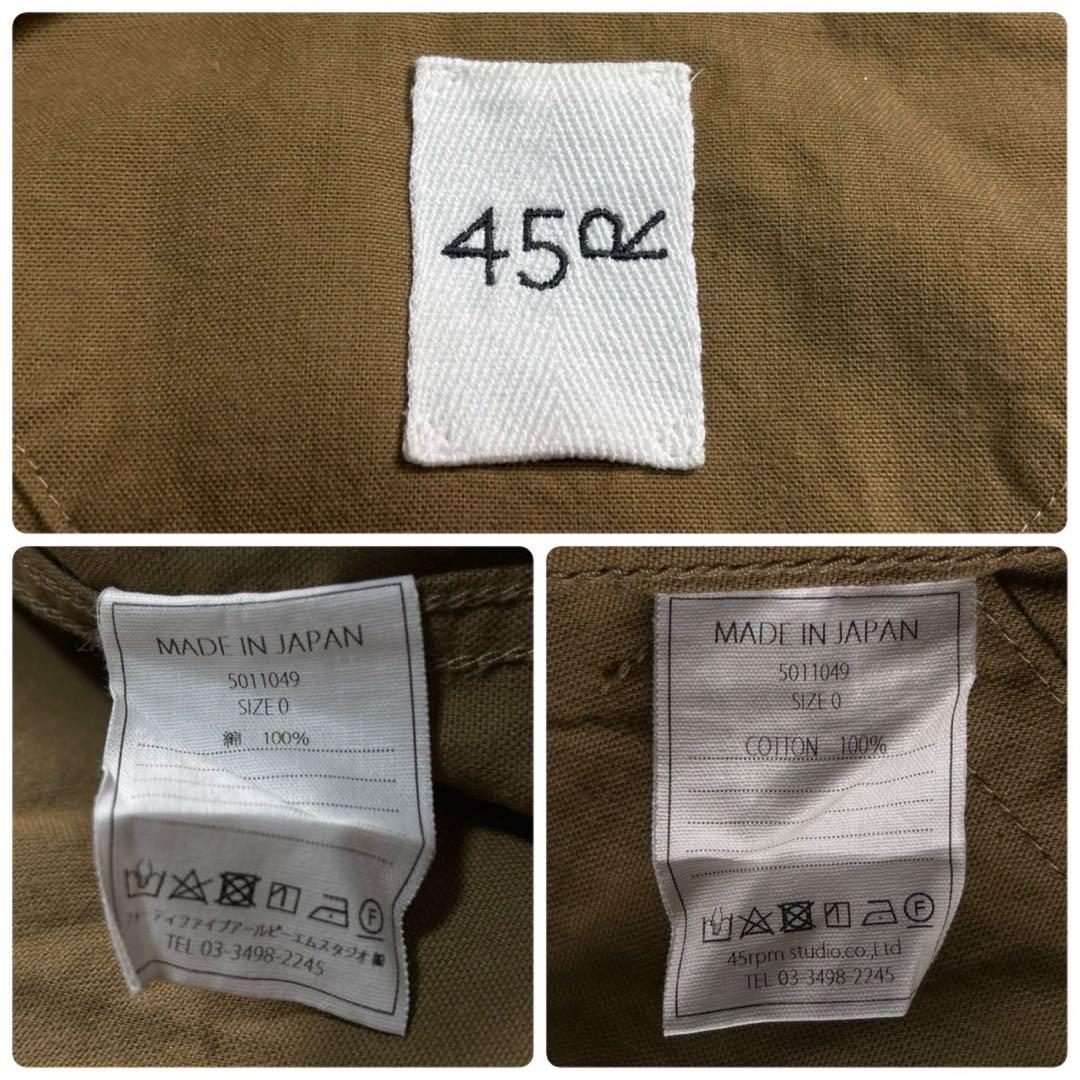 45R
MADE IN JAPAN
5011049
SIZE 0
綿 100%
フォーティファイブアールピーエムスタジオ㈱
TEL 03-3498-2245
MADE IN JAPAN
5011049
SIZE 0
COTTON 100%
45rpm studio.co.,Ltd
TEL 03-3498-2245